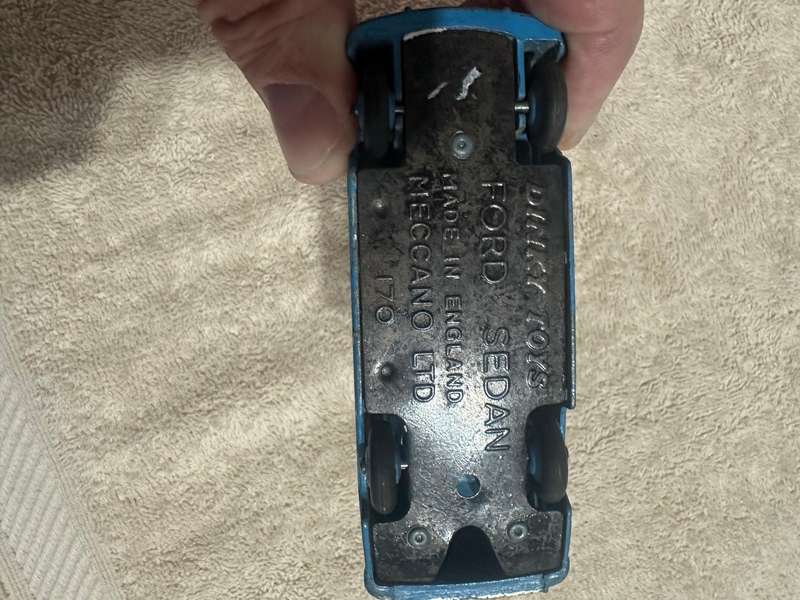 DINKY TOYS
FORD SEDAN
MADE IN ENGLAND
MECCANO LTD
170